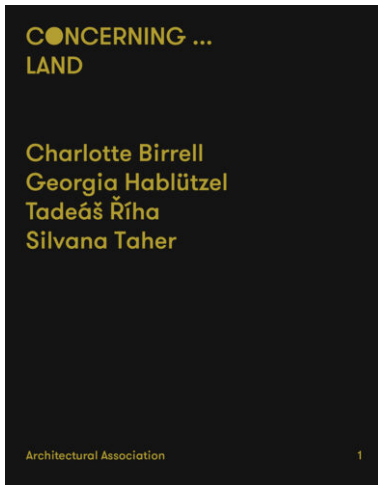 CONCERNING ...
LAND
Charlotte Birrell
Georgia Hablützel
Tadeáš Říha
Silvana Taher
Architectural Association 1